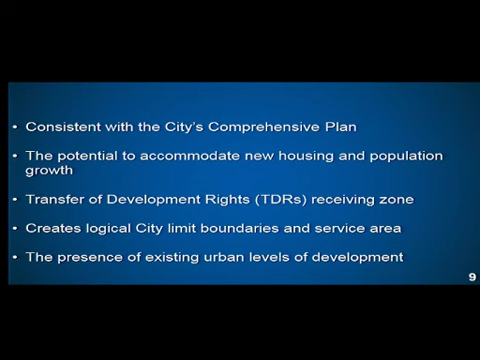 • Consistent with the City's Comprehensive Plan
• The potential to accommodate new housing and population
growth
• Transfer of Development Rights (TDRs) receiving zone
• Creates logical City limit boundaries and service area
• The presence of existing urban levels of development
9